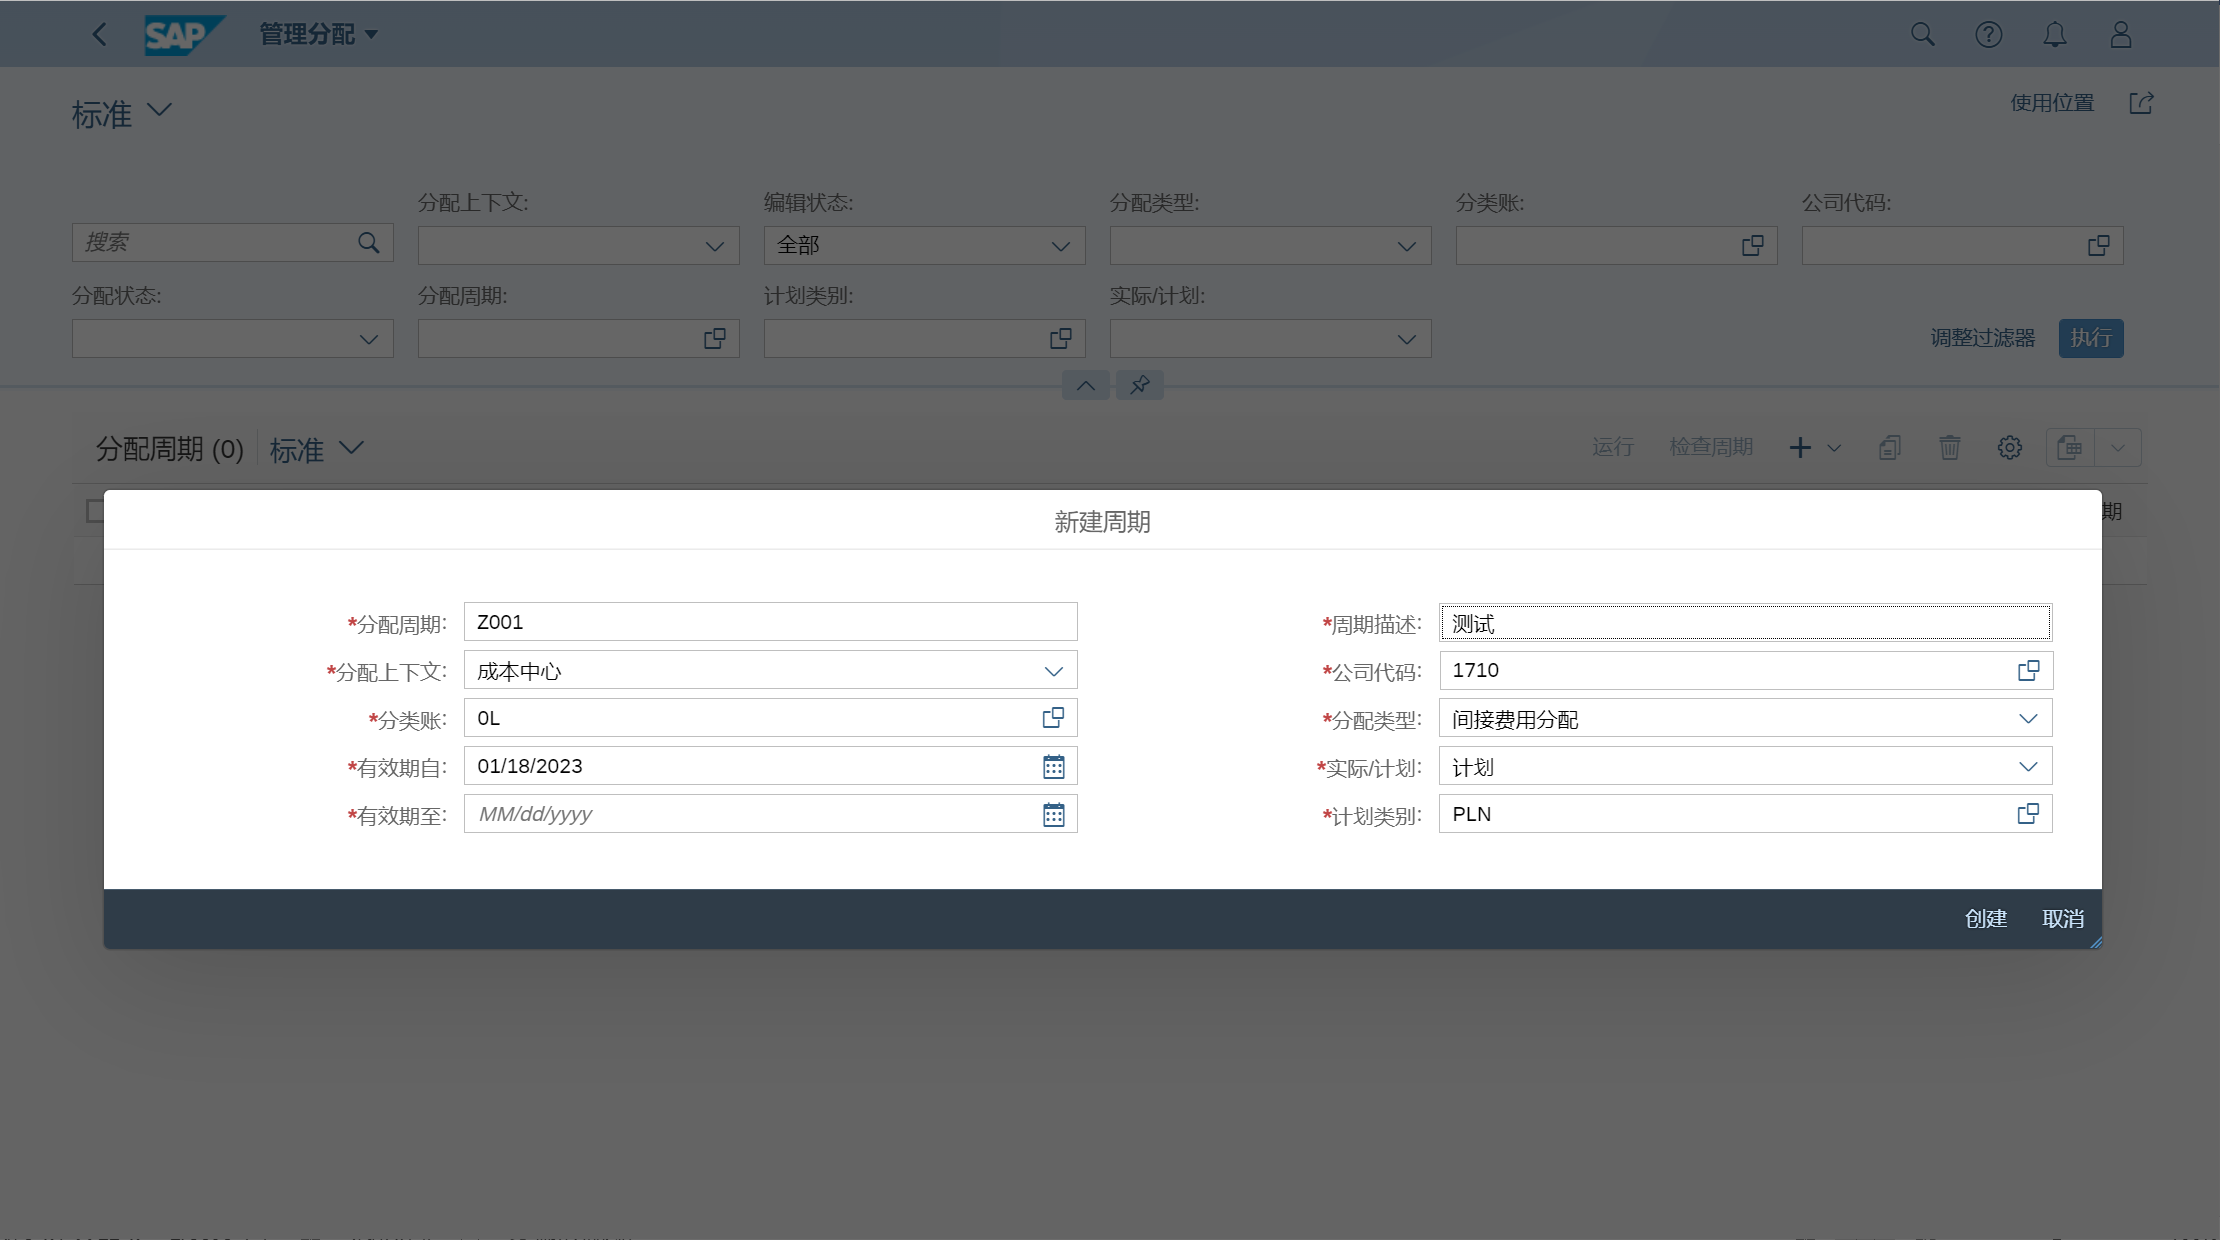 SAP 管理分配
标准
使用位置
分配上下文: 编辑状态: 分配类型: 分类账: 公司代码:
搜索 全部
分配状态: 分配周期: 计划类别: 实际/计划:
调整过滤器 执行
分配周期 (0) 标准 运行 检查周期
期
新建周期
*分配周期: Z001 *周期描述: 测试
*分配上下文: 成本中心 *公司代码: 1710
*分类账: 0L *分配类型: 间接费用分配
*有效期自: 01/18/2023 *实际/计划: 计划
*有效期至: MM/dd/yyyy *计划类别: PLN
创建 取消